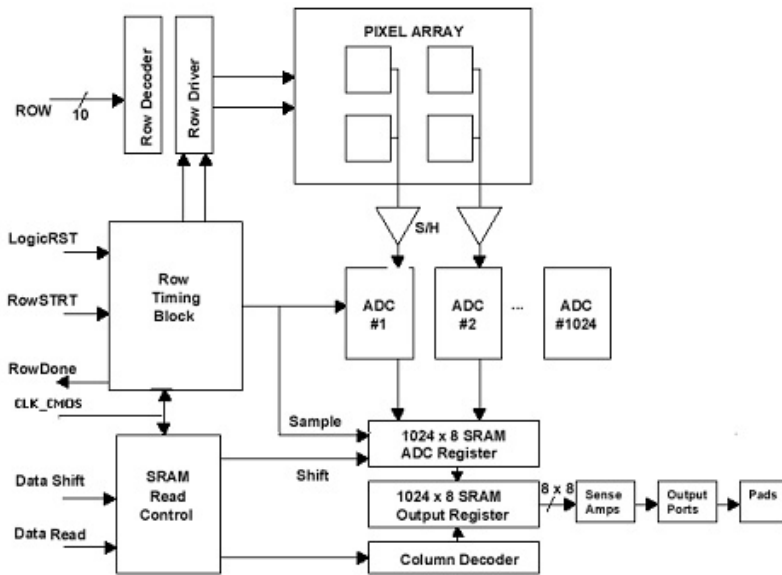 PIXEL ARRAY
Row Decoder
Row Driver
ROW
10
S/H
LogicRST
RowSTRT
RowDone
CLK_CMOS
Row
Timing
Block
ADC
#1
ADC
#2
...
ADC
#1024
Sample
Shift
1024 x 8 SRAM
ADC Register
Data Shift
Data Read
SRAM
Read
Control
1024 x 8 SRAM
Output Register
8 x 8
Sense
Amps
Output
Ports
Pads
Column Decoder